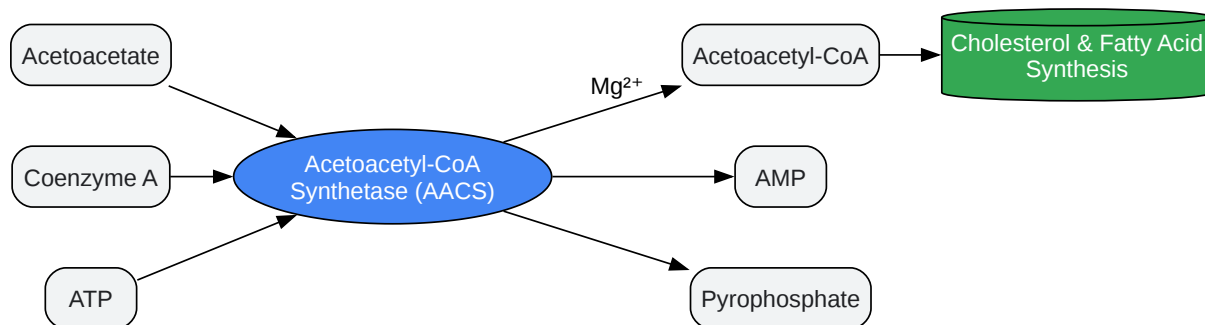 Acetoacetate
Coenzyme A
ATP
Acetoacetyl-CoA
Synthetase (AACS)
Mg²⁺
Acetoacetyl-CoA
AMP
Pyrophosphate
Cholesterol & Fatty Acid
Synthesis